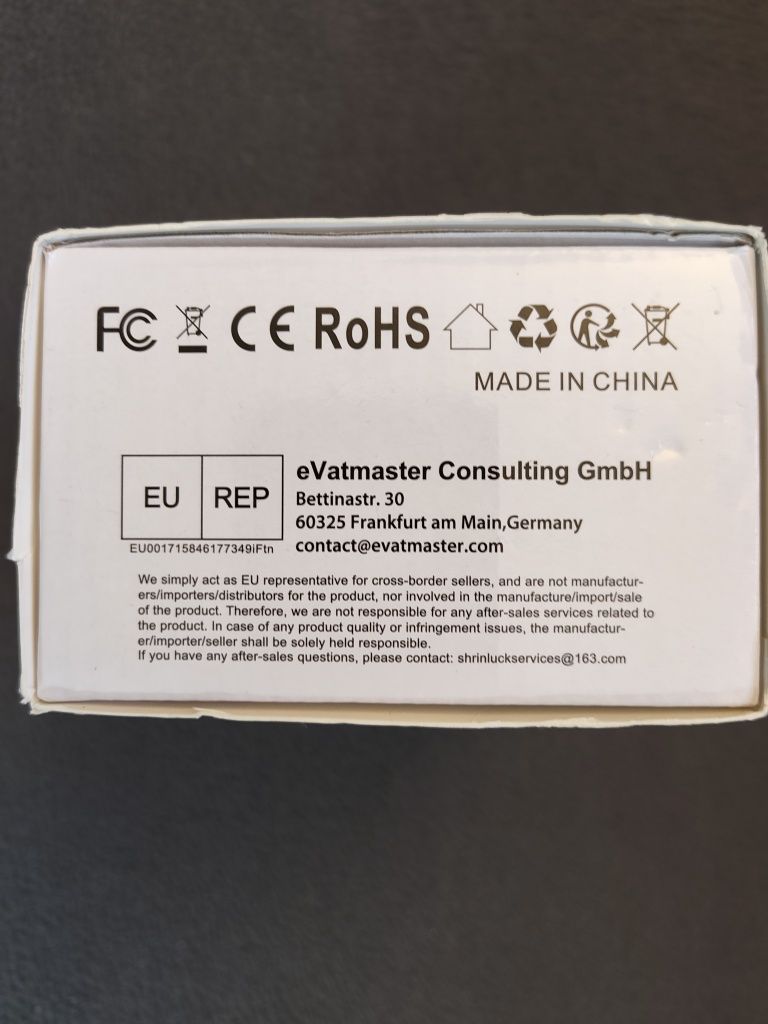 FC CE RoHS
MADE IN CHINA
EU REP
EU001715846177349iFtn
eVatmaster Consulting GmbH
Bettinastr. 30
60325 Frankfurt am Main,Germany
contact@evatmaster.com
We simply act as EU representative for cross-border sellers, and are not manufactur-
ers/importers/distributors for the product, nor involved in the manufacture/import/sale
of the product. Therefore, we are not responsible for any after-sales services related to
the product. In case of any product quality or infringement issues, the manufactur-
er/importer/seller shall be solely held responsible.
If you have any after-sales questions, please contact: shrinluckservices@163.com